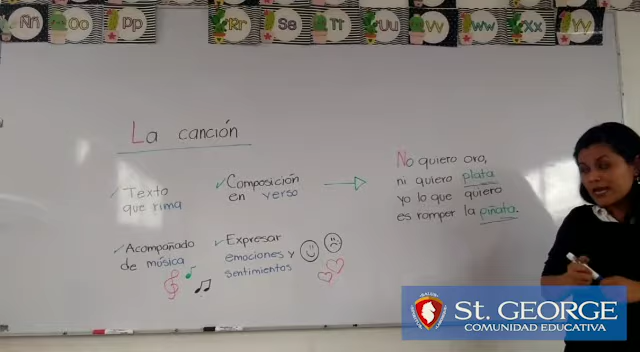 Ññ Oo Pp Rr Ss Tt Uu Vv Ww Xx Yy
La canción
✓ Texto
que rima
✓ Composición
en verso
✓ Acompañado
de música
✓ Expresar
emociones y
sentimientos
No quiero oro,
ni quiero plata
yo lo que quiero
es romper la piñata.
St. GEORGE
COMUNIDAD EDUCATIVA